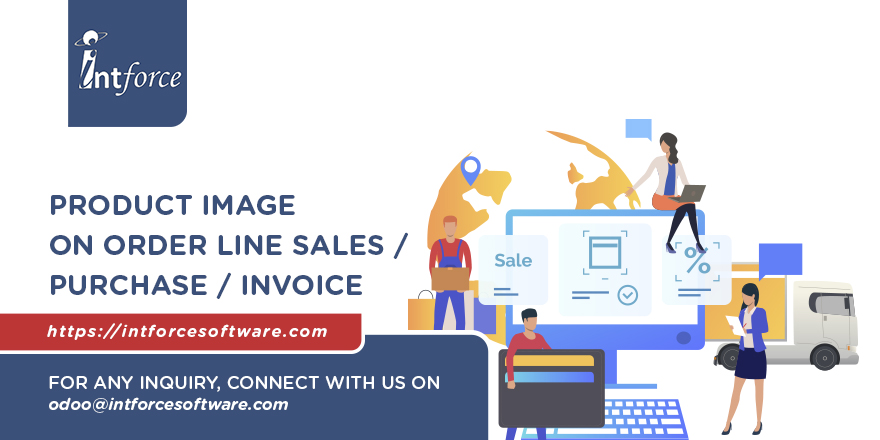 intforce
PRODUCT IMAGE
ON ORDER LINE SALES /
PURCHASE / INVOICE
Sale
%
https://intforcesoftware.com
FOR ANY INQUIRY, CONNECT WITH US ON
odoo@intforcesoftware.com